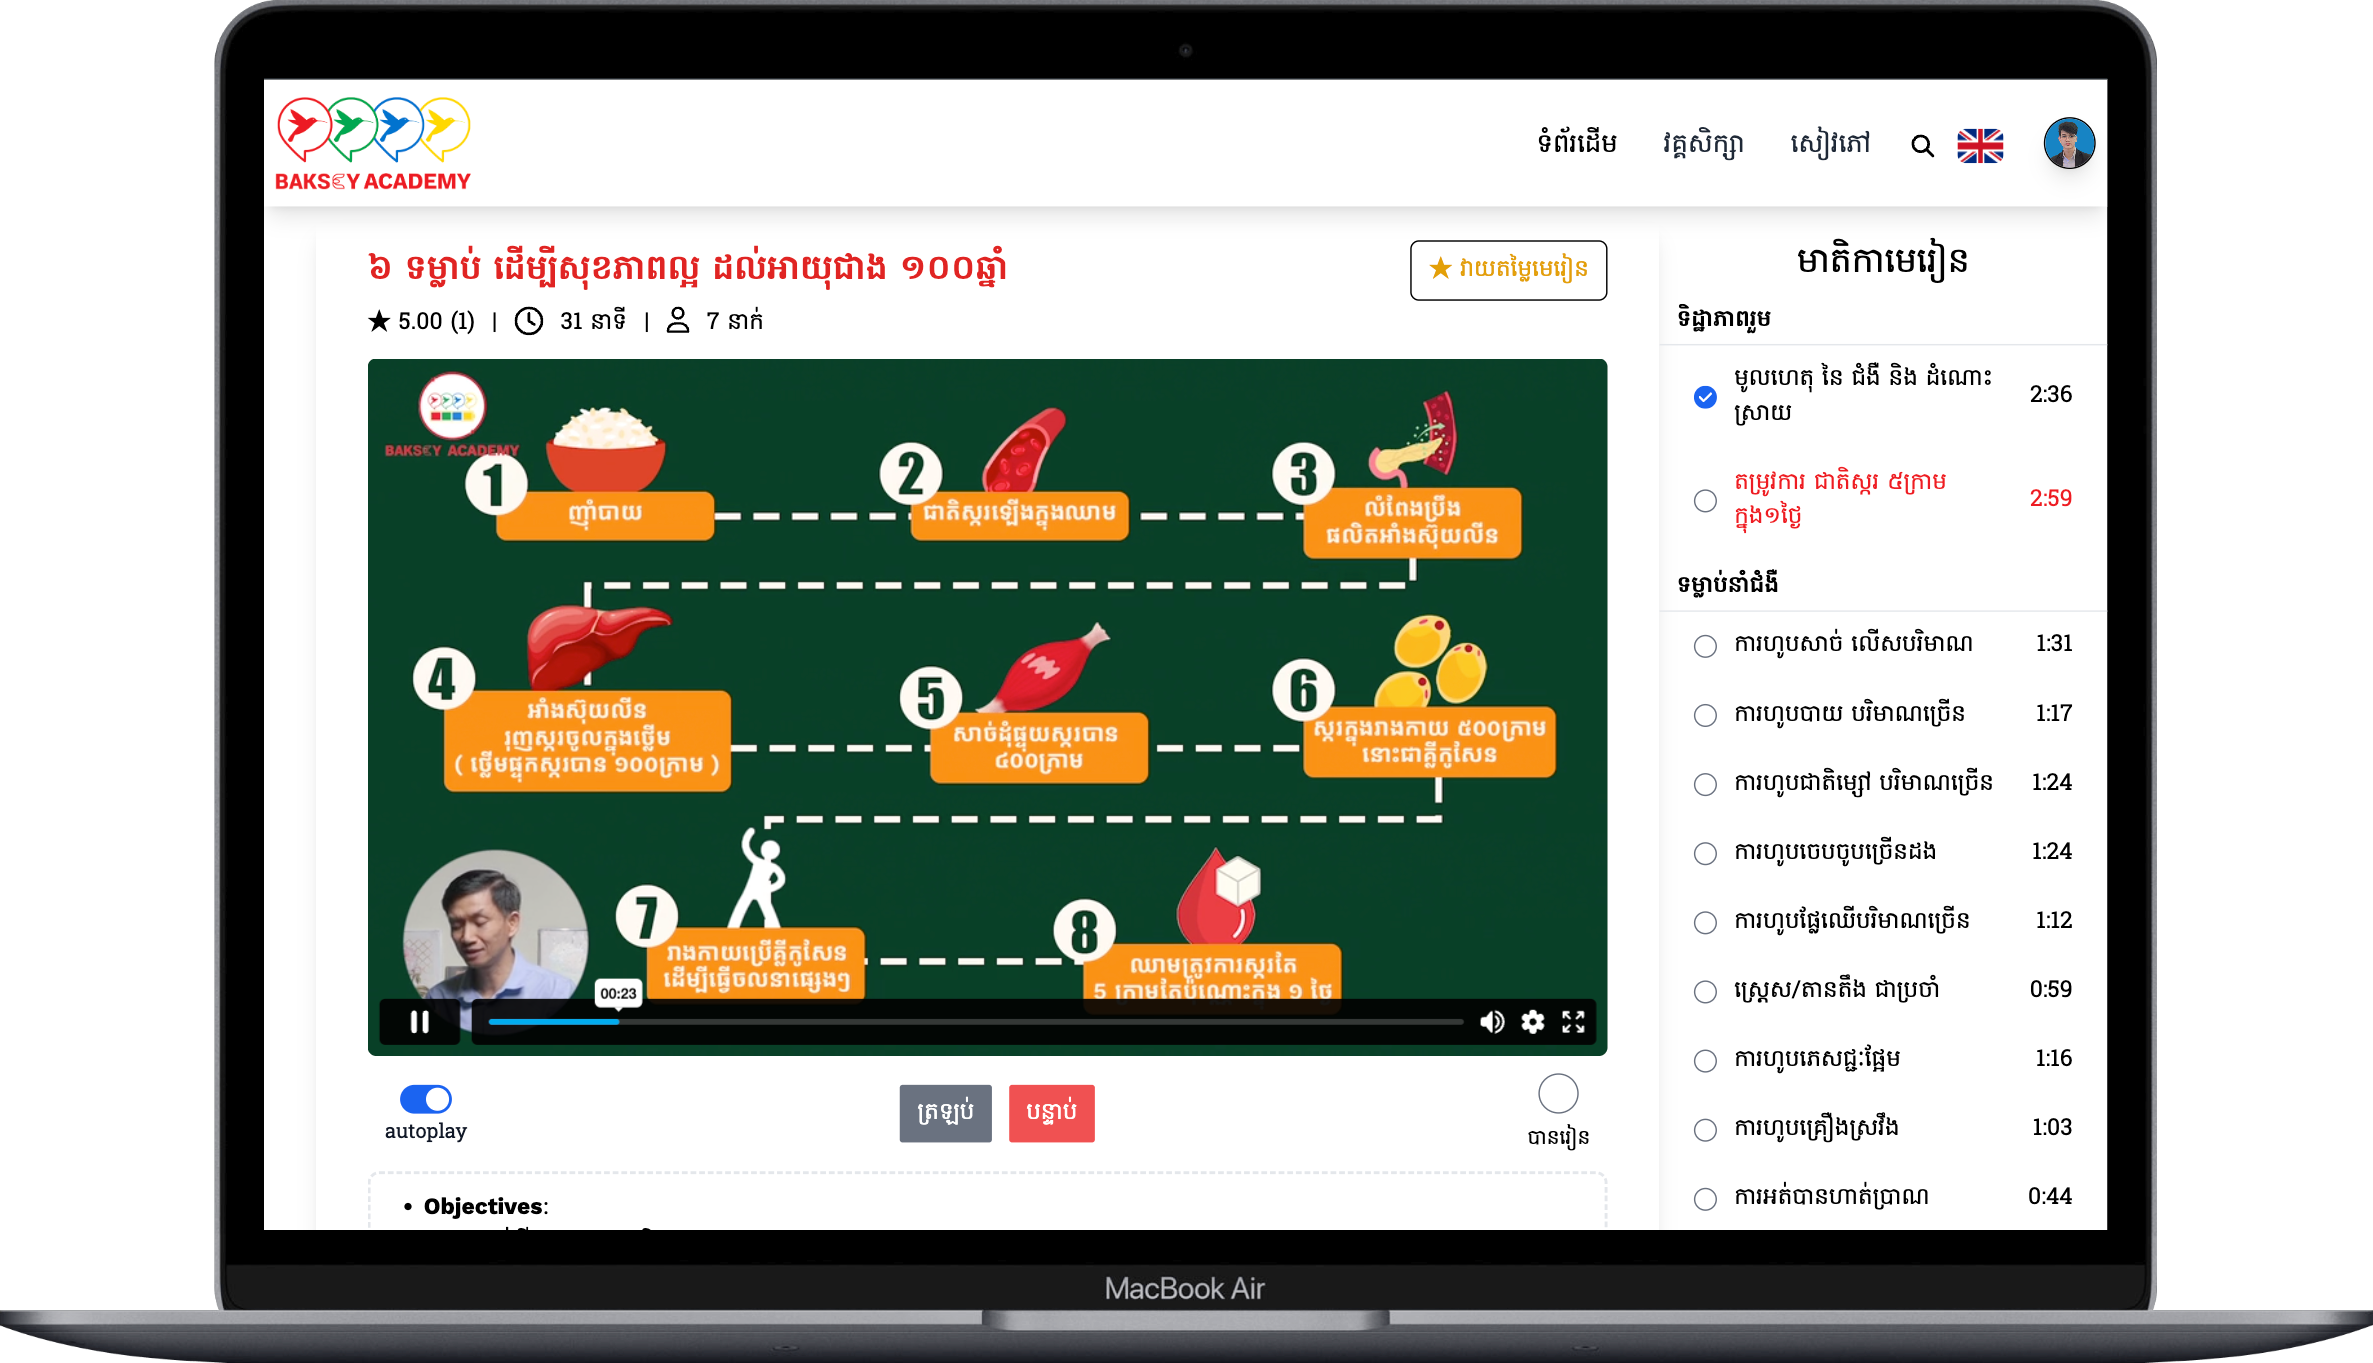 BAKSEY ACADEMY
ទំព័រដើម
វគ្គសិក្សា
សៀវភៅ
៦ ទម្លាប់ ដើម្បីសុខភាពល្អ ដល់អាយុជាង ១០០ឆ្នាំ
★ វាយតម្លៃមេរៀន
★ 5.00 (1) | 31 នាទី | 7 នាក់
BAKSEY ACADEMY
1
ញ៉ាំបាយ
2
ជាតិស្ករឡើងក្នុងឈាម
3
លំពែងប្រឹង
ផលិតអាំងស៊ុយលីន
4
អាំងស៊ុយលីន
រុញស្ករចូលក្នុងថ្លើម
( ថ្លើមផ្ទុកស្ករបាន ១០០ក្រាម )
5
សាច់ដុំផ្ទុយស្ករបាន
៤០០ក្រាម
6
ស្ករក្នុងរាងកាយ ៥០០ក្រាម
នោះជាគ្លីកូសែន
7
រាងកាយប្រើគ្លីកូសែន
ដើម្បីធ្វើចលនាផ្សេងៗ
8
ឈាមត្រូវការស្ករតែ
5 ក្រាមតែប៉ុណ្ណោះក្នុង ១ ថ្ងៃ
00:23
autoplay
ត្រឡប់
បន្ទាប់
បានរៀន
• Objectives:
មាតិកាមេរៀន
ទិដ្ឋាភាពរួម
មូលហេតុ នៃ ជំងឺ និង ដំណោះ
ស្រាយ
2:36
តម្រូវការ ជាតិស្ករ ៥ក្រាម
ក្នុង១ថ្ងៃ
2:59
ទម្លាប់នាំជំងឺ
ការហូបសាច់ លើសបរិមាណ 1:31
ការហូបបាយ បរិមាណច្រើន 1:17
ការហូបជាតិម្សៅ បរិមាណច្រើន 1:24
ការហូបចេបចូបច្រើនដង 1:24
ការហូបផ្លែឈើបរិមាណច្រើន 1:12
ស្ត្រេស/តានតឹង ជាប្រចាំ 0:59
ការហូបភេសជ្ជៈផ្អែម 1:16
ការហូបគ្រឿងស្រវឹង 1:03
ការអត់បានហាត់ប្រាណ 0:44
MacBook Air